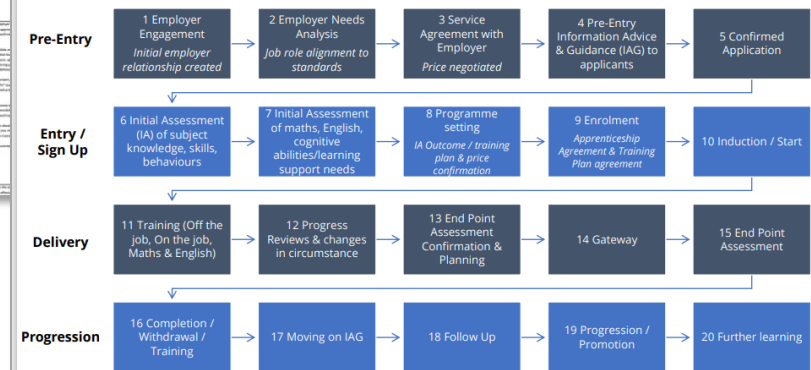 Pre-Entry
1 Employer
Engagement
Initial employer
relationship created
2 Employer Needs
Analysis
Job role alignment to
standards
3 Service
Agreement with
Employer
Price negotiated
4 Pre-Entry
Information Advice
& Guidance (IAG) to
applicants
5 Confirmed
Application
Entry /
Sign Up
6 Initial Assessment
(IA) of subject
knowledge, skills,
behaviours
7 Initial Assessment
of maths, English,
cognitive
abilities/learning
support needs
8 Programme
setting
IA Outcome / training
plan & price
confirmation
9 Enrolment
Apprenticeship
Agreement & Training
Plan agreement
10 Induction / Start
Delivery
11 Training (Off the
job, On the job,
Maths & English)
12 Progress
Reviews & changes
in circumstance
13 End Point
Assessment
Confirmation &
Planning
14 Gateway
15 End Point
Assessment
Progression
16 Completion /
Withdrawal /
Training
17 Moving on IAG
18 Follow Up
19 Progression /
Promotion
20 Further learning